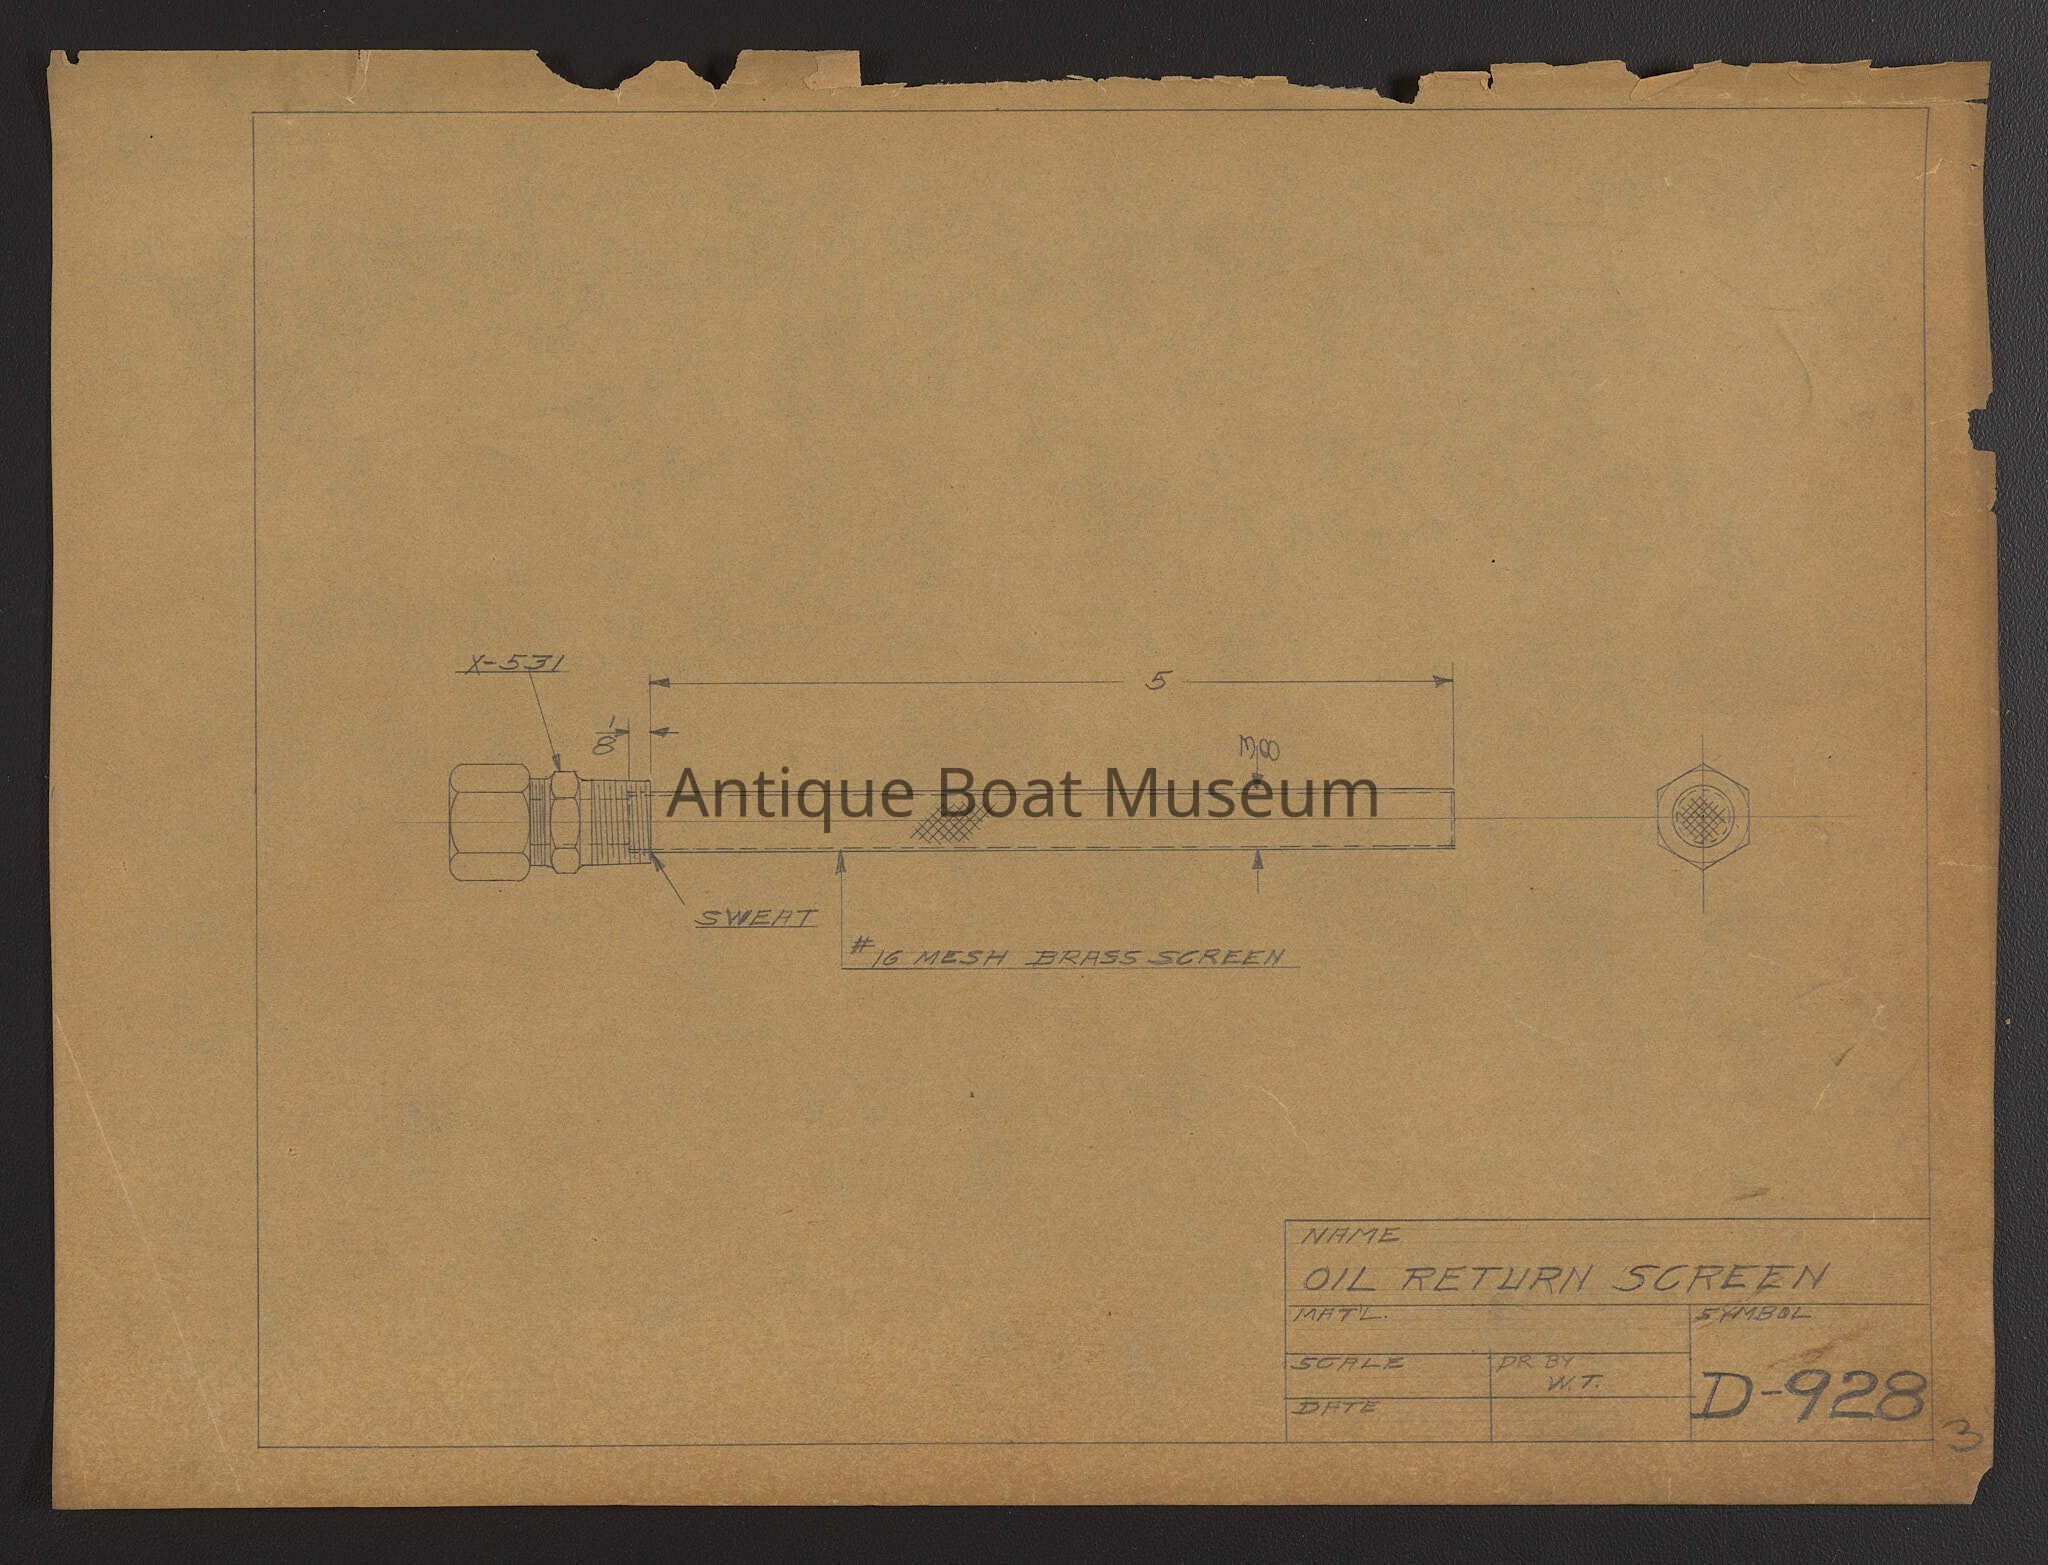 X-531
5
1/8
3/8
Antique Boat Museum
SWEAT
# 16 MESH BRASS SCREEN
NAME
OIL RETURN SCREEN
MAT'L.
SYMBOL
SCALE
DR BY
W.T.
D-928
DATE
3